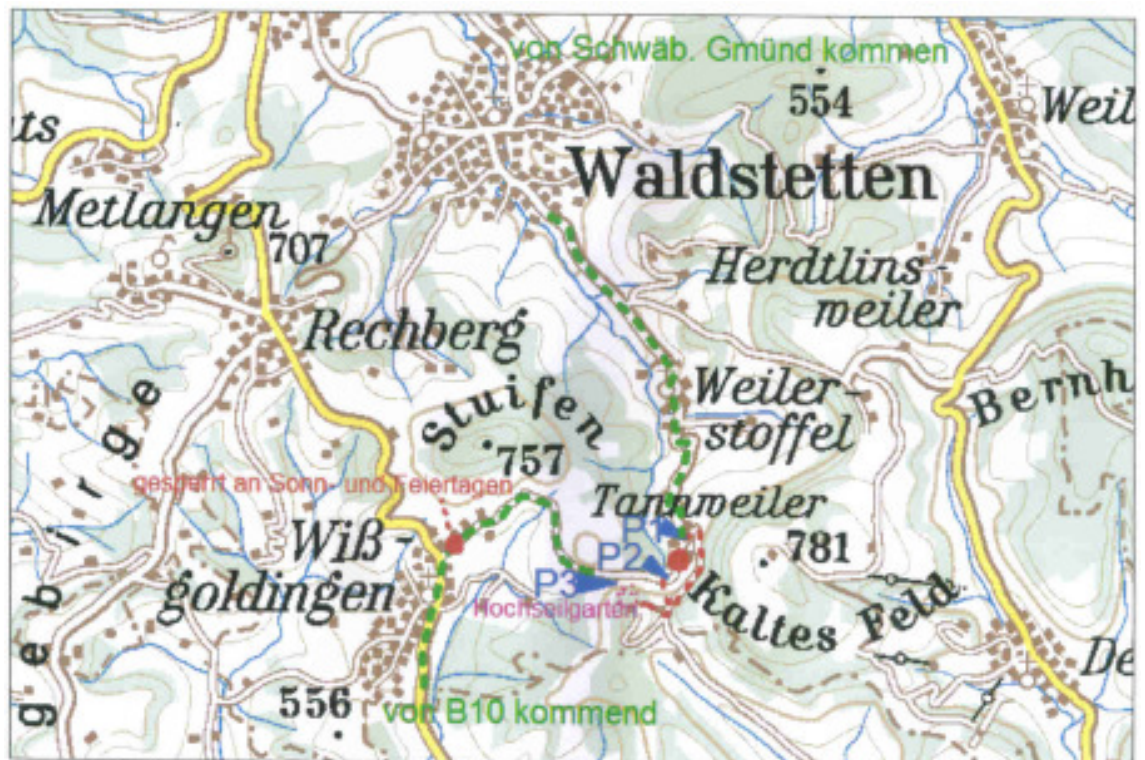 von Schwäb. Gmünd kommen
554
Weil
Waldstetten
Metlangen
707
Herdtlins-
weiler
Rechberg
Bernh
Weiler-
stoffel
Stuifen
757
gesperrt an Sonn- und Feiertagen
Tannweiler
P1
781
Wiß-
goldingen
P2
P3
Hochseilgarten
Kaltes Feld
gebirge
De
556
von B10 kommend